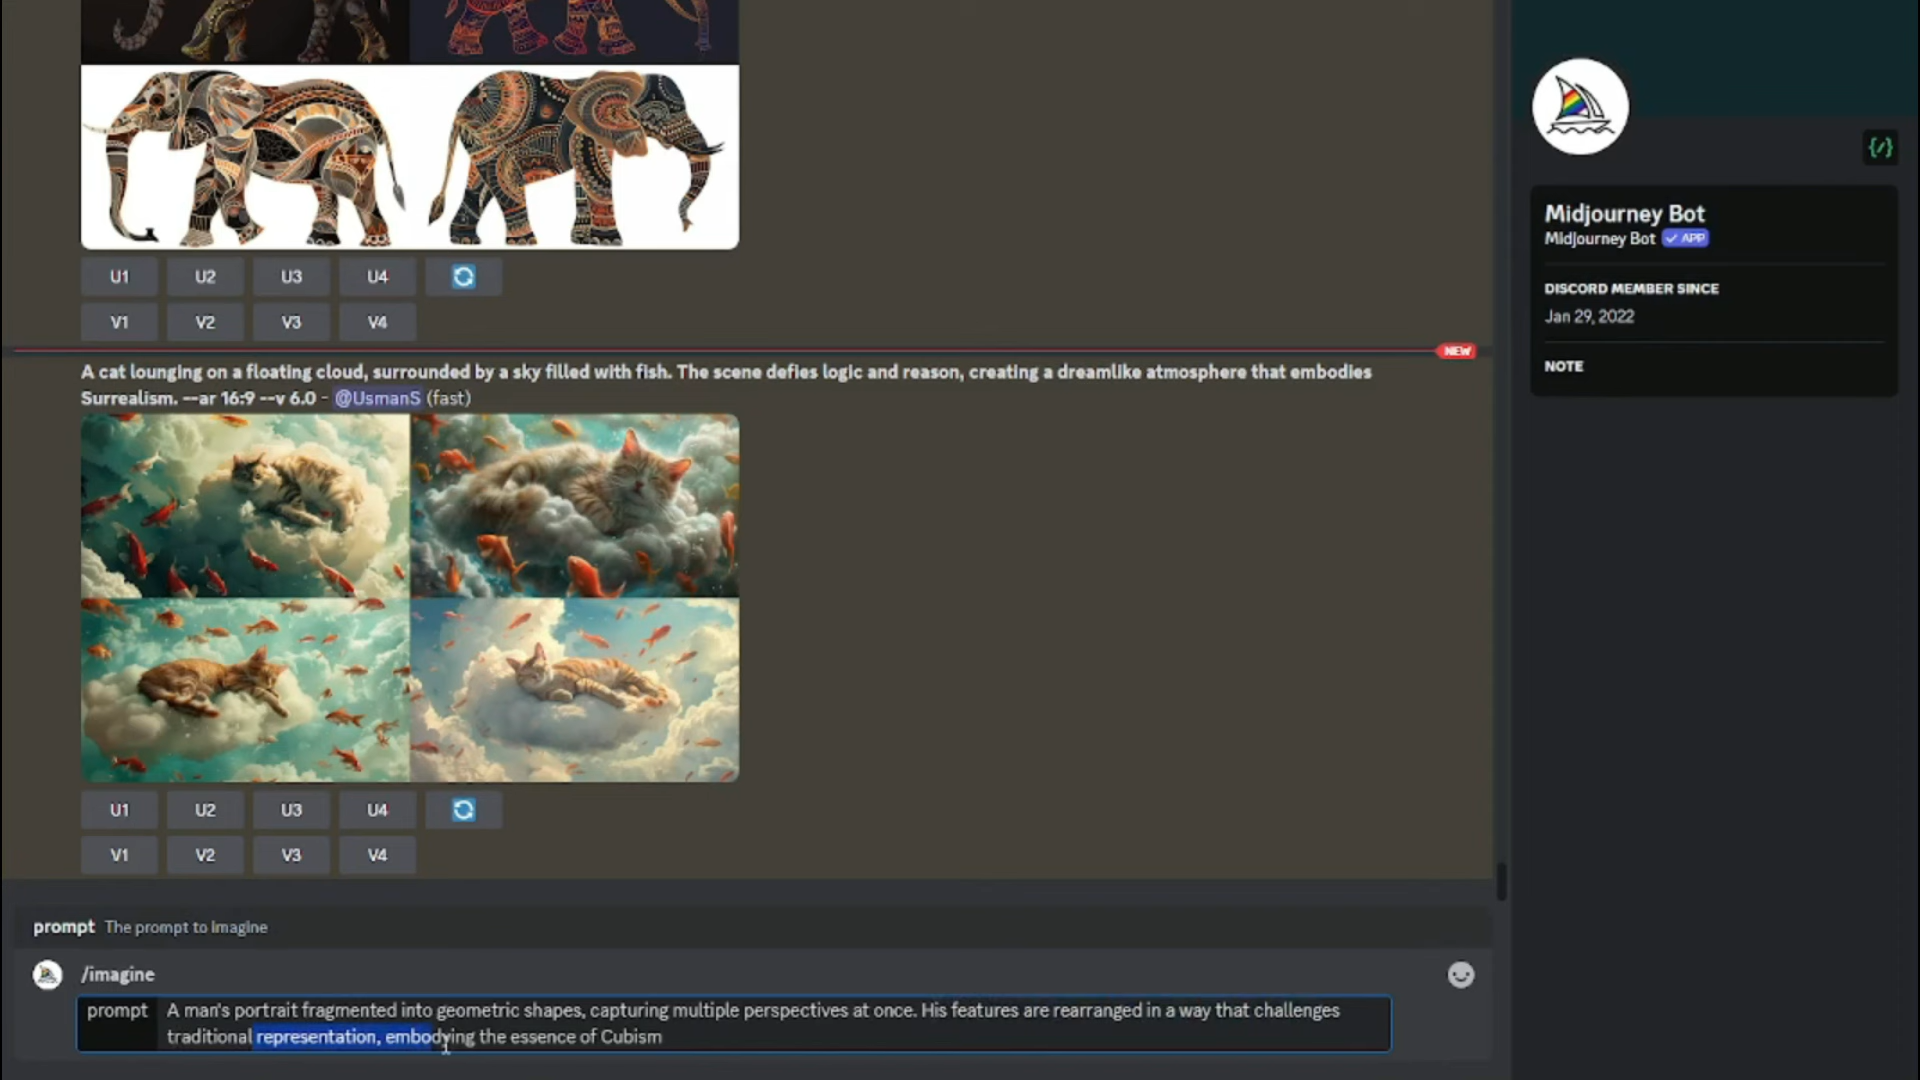 U1 U2 U3 U4
V1 V2 V3 V4
NEW
A cat lounging on a floating cloud, surrounded by a sky filled with fish. The scene defies logic and reason, creating a dreamlike atmosphere that embodies
Surrealism. --ar 16:9 --v 6.0 - @UsmanS (fast)
U1 U2 U3 U4
V1 V2 V3 V4
prompt The prompt to imagine
/imagine
prompt A man's portrait fragmented into geometric shapes, capturing multiple perspectives at once. His features are rearranged in a way that challenges
traditional representation, embodying the essence of Cubism
Midjourney Bot
Midjourney Bot ✓ APP
DISCORD MEMBER SINCE
Jan 29, 2022
NOTE